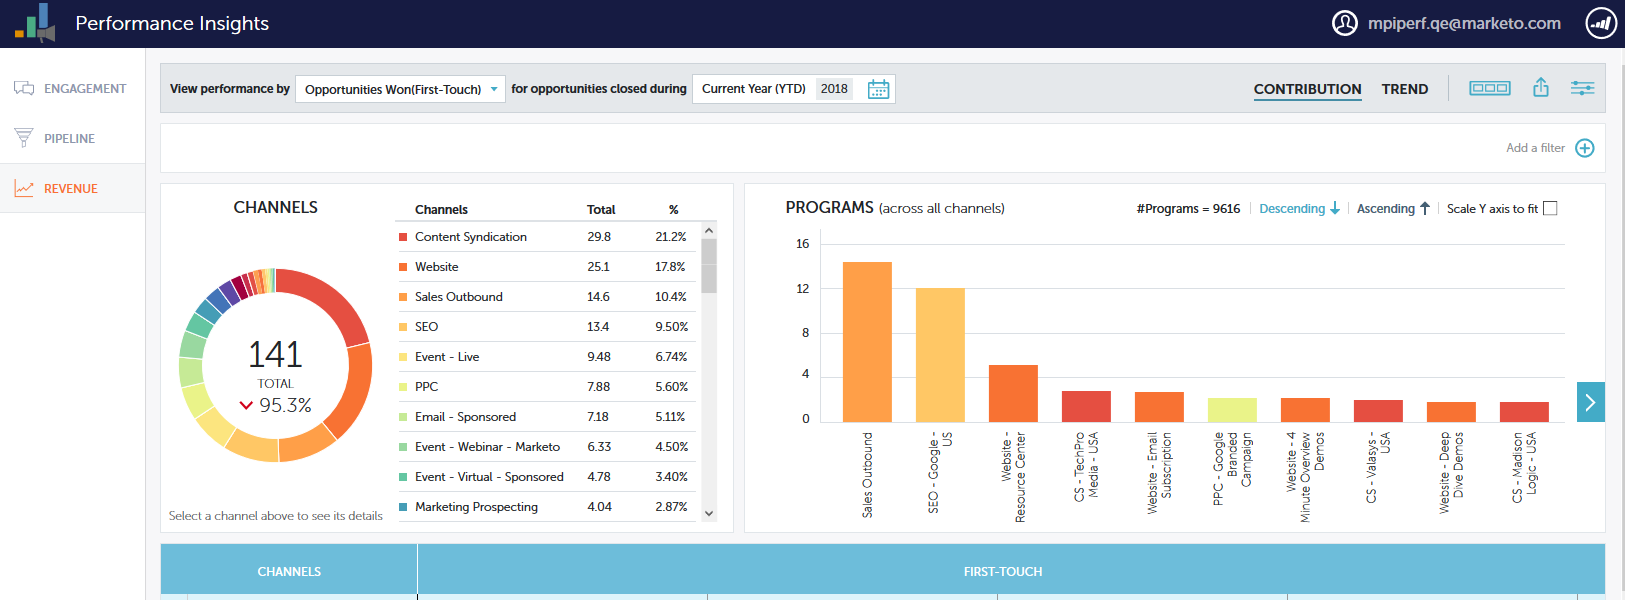 Performance Insights
mpiperf.qe@marketo.com
ENGAGEMENT
PIPELINE
REVENUE
View performance by Opportunities Won(First-Touch) for opportunities closed during Current Year (YTD) 2018
CONTRIBUTION TREND
Add a filter
CHANNELS
141
TOTAL
95.3%
Select a channel above to see its details
Channels Total %
Content Syndication 29.8 21.2%
Website 25.1 17.8%
Sales Outbound 14.6 10.4%
SEO 13.4 9.50%
Event - Live 9.48 6.74%
PPC 7.88 5.60%
Email - Sponsored 7.18 5.11%
Event - Webinar - Marketo 6.33 4.50%
Event - Virtual - Sponsored 4.78 3.40%
Marketing Prospecting 4.04 2.87%
PROGRAMS (across all channels)
#Programs = 9616 Descending Ascending Scale Y axis to fit
16
12
8
4
0
Sales Outbound
SEO - Google -
US
Website -
Resource Center
CS - TechPro
Media - USA
Website - Email
Subscription
PPC - Google
Branded
Campaign
Website - 4
Minute Overview
Demos
CS - Valasys -
USA
Website - Deep
Dive Demos
CS - Madison
Logic - USA
CHANNELS FIRST-TOUCH